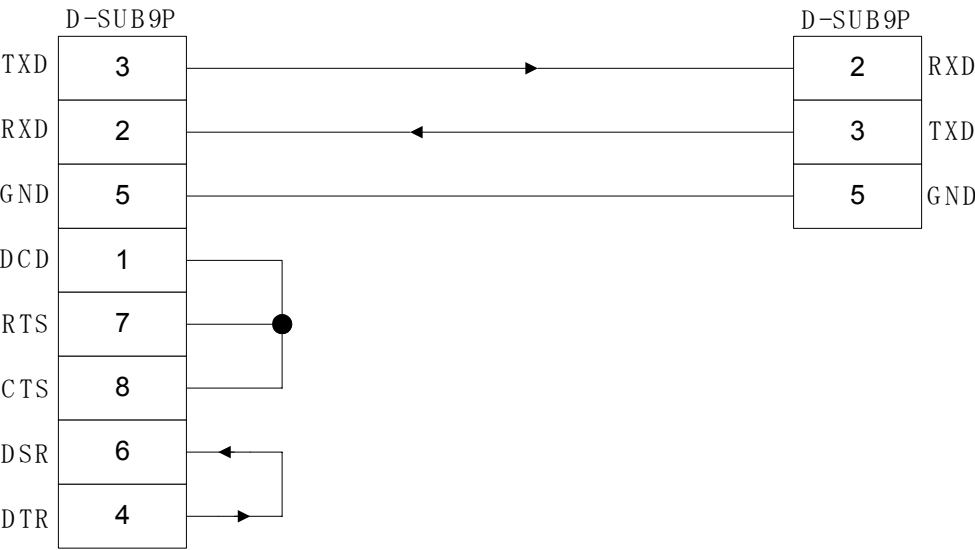 D-SUB9P D-SUB9P
TXD 3 2 RXD
RXD 2 3 TXD
GND 5 5 GND
DCD 1
RTS 7
CTS 8
DSR 6
DTR 4